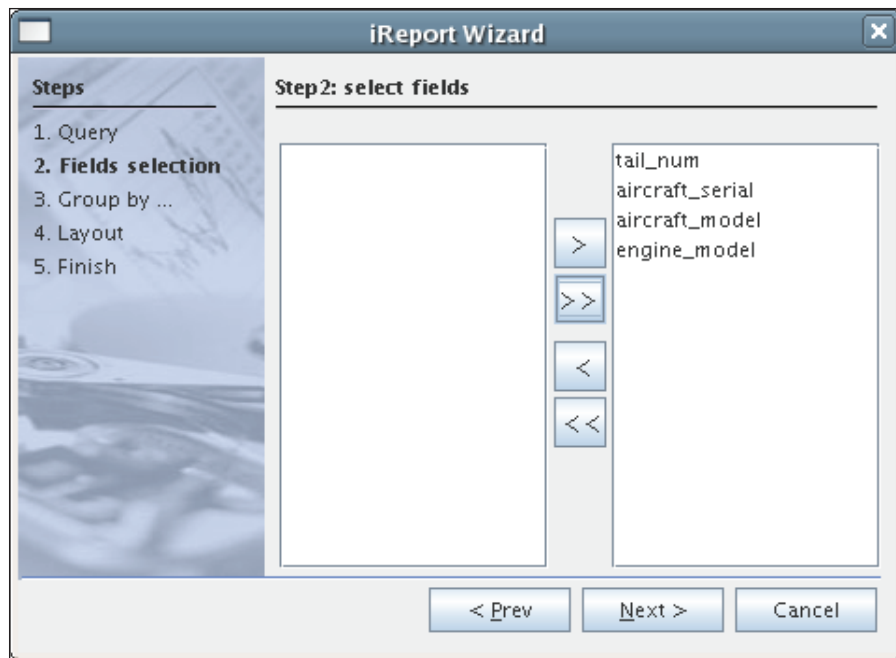 iReport Wizard
Steps
1. Query
2. Fields selection
3. Group by ...
4. Layout
5. Finish
Step2: select fields
>
>>
<
<<
tail_num
aircraft_serial
aircraft_model
engine_model
< Prev
Next >
Cancel